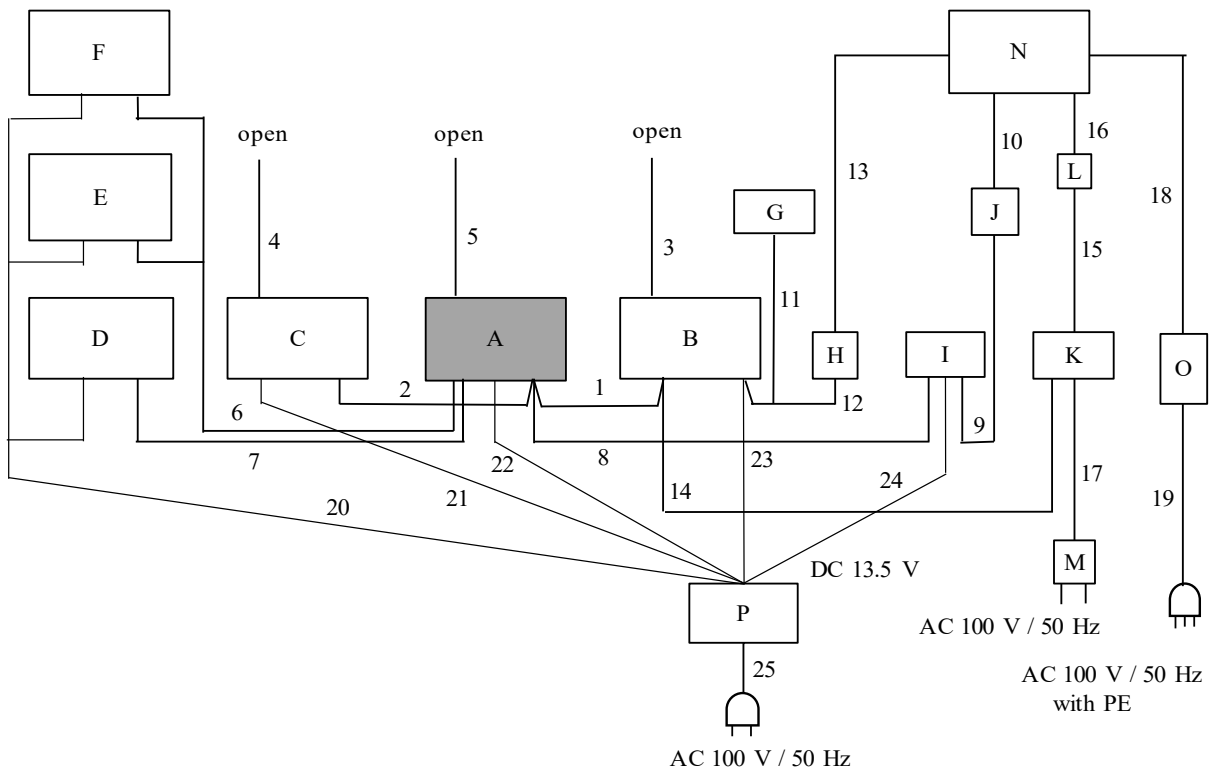 F
N
open
open
open
16
10
13
L
E
G
J
18
4
5
3
15
11
D
C
A
B
H
I
K
O
2
1
12
6
9
7
22
8
23
17
24
14
19
21
20
DC 13.5 V
M
P
AC 100 V / 50 Hz
25
AC 100 V / 50 Hz
with PE
AC 100 V / 50 Hz